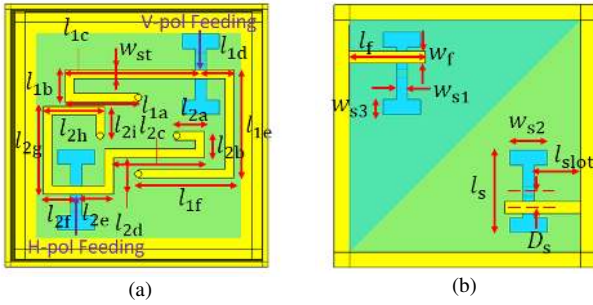 V-pol Feeding
l1c
wst
l1d
l1b
l1a
l2a
l1e
l2c
l2i
l2h
l2g
l2b
l1f
l2f
l2e
l2d
H-pol Feeding
(a)
lf
wf
ws1
ws3
ws2
lslot
ls
Ds
(b)